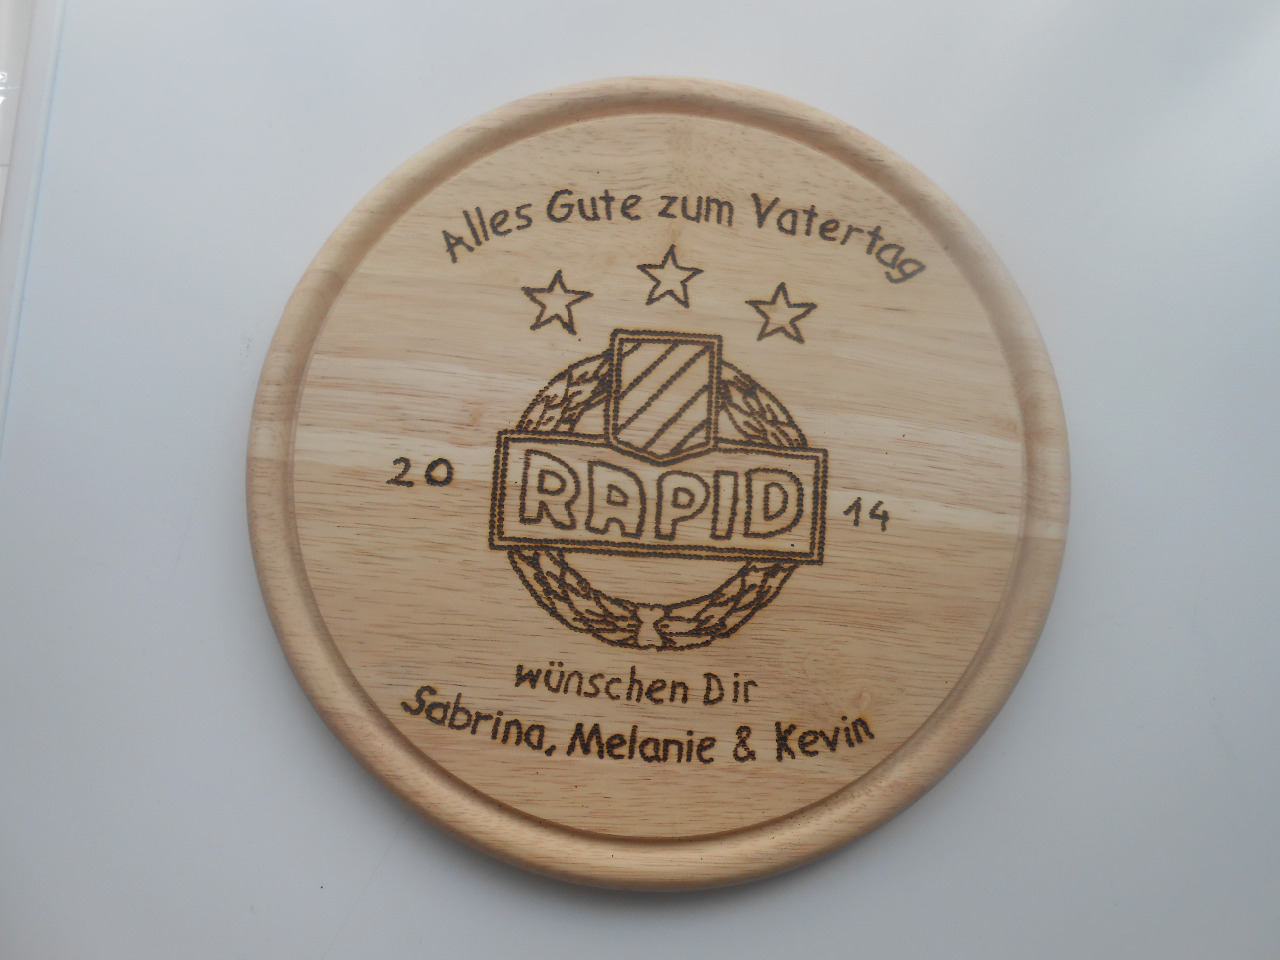 Alles Gute zum Vatertag
20 RAPID 14
wünschen Dir
Sabrina, Melanie & Kevin